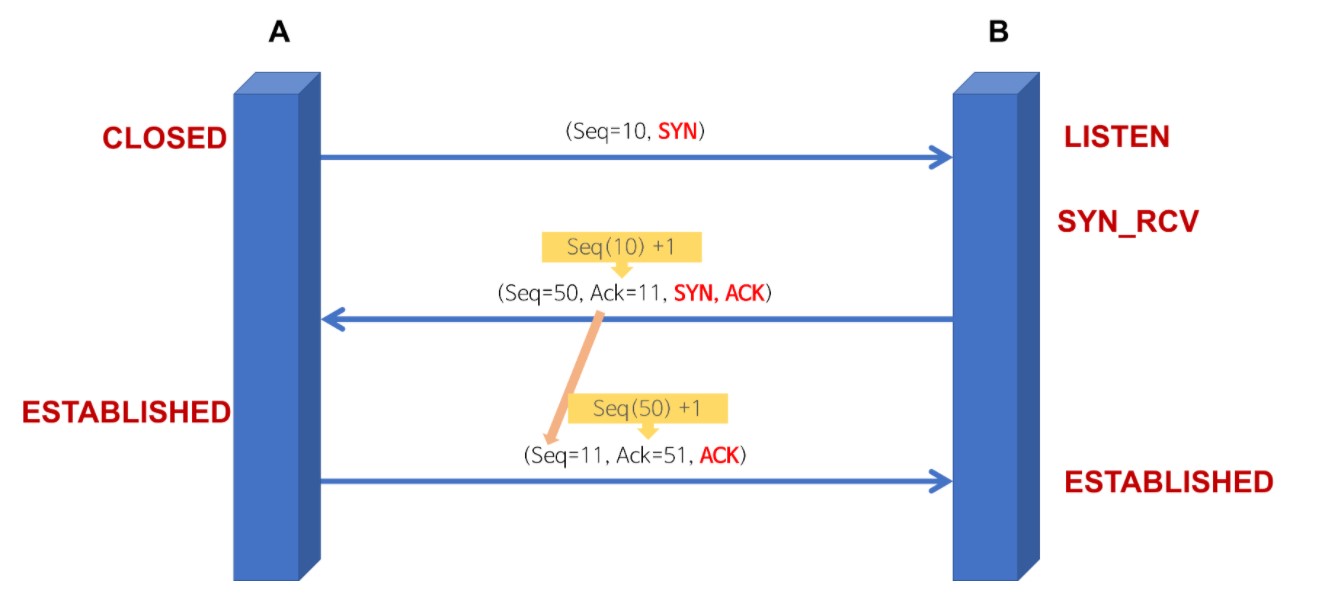 A
B
CLOSED
(Seq=10, SYN)
LISTEN
SYN_RCV
Seq(10) +1
(Seq=50, Ack=11, SYN, ACK)
ESTABLISHED
Seq(50) +1
(Seq=11, Ack=51, ACK)
ESTABLISHED